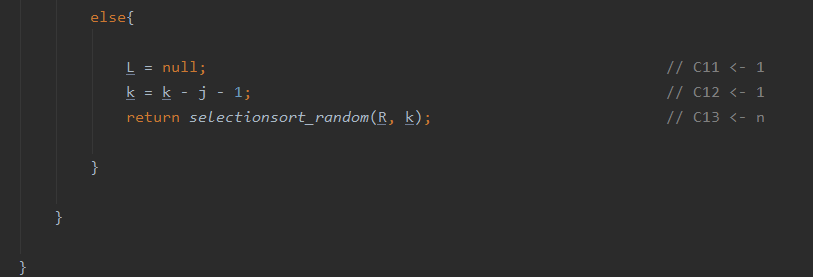 else{
L = null; // C11 <- 1
k = k - j - 1; // C12 <- 1
return selectionsort_random(R, k); // C13 <- n
}
}
}